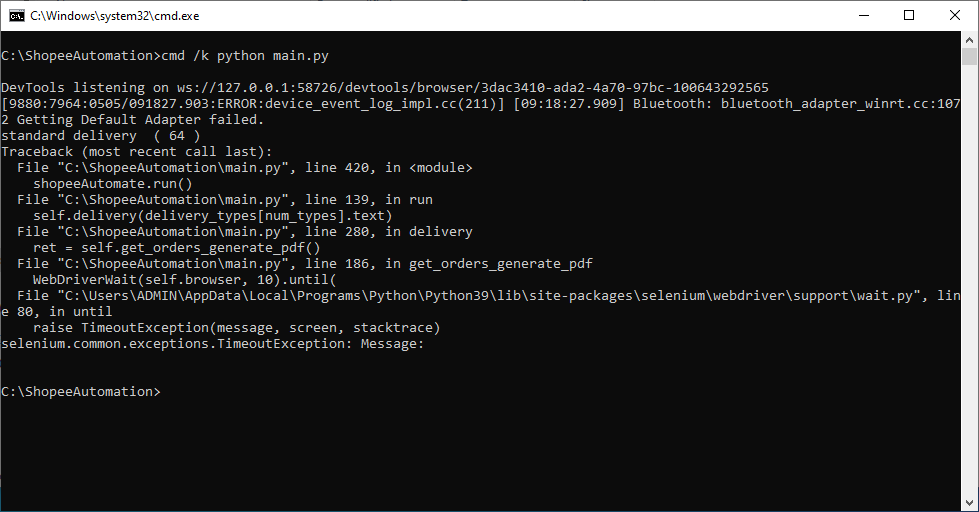 C:\Windows\system32\cmd.exe
C:\ShopeeAutomation>cmd /k python main.py
DevTools listening on ws://127.0.0.1:58726/devtools/browser/3dac3410-ada2-4a70-97bc-100643292565
[9880:7964:0505/091827.903:ERROR:device_event_log_impl.cc(211)] [09:18:27.909] Bluetooth: bluetooth_adapter_winrt.cc:107
2 Getting Default Adapter failed.
standard delivery  ( 64 )
Traceback (most recent call last):
  File "C:\ShopeeAutomation\main.py", line 420, in <module>
    shopeeAutomate.run()
  File "C:\ShopeeAutomation\main.py", line 139, in run
    self.delivery(delivery_types[num_types].text)
  File "C:\ShopeeAutomation\main.py", line 280, in delivery
    ret = self.get_orders_generate_pdf()
  File "C:\ShopeeAutomation\main.py", line 186, in get_orders_generate_pdf
    WebDriverWait(self.browser, 10).until(
  File "C:\Users\ADMIN\AppData\Local\Programs\Python\Python39\lib\site-packages\selenium\webdriver\support\wait.py", lin
e 80, in until
    raise TimeoutException(message, screen, stacktrace)
selenium.common.exceptions.TimeoutException: Message:
C:\ShopeeAutomation>